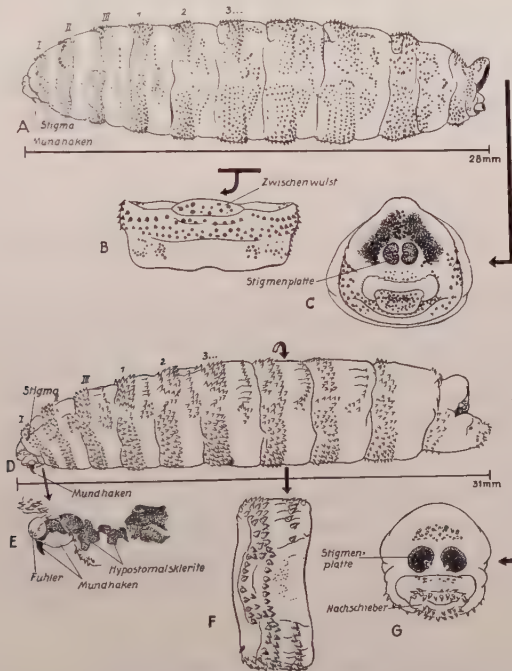 I II III 1 2 3...
A
Stigma
Mundhaken
28mm
Zwischenwulst
B
Stigmenplatte
C
Stigma
I III 1 2 3...
D
Mundhaken
31mm
E
Fühler
Mundhaken
Hypostomalsklerite
F
Stigmen-
platte
Nachschieber
G